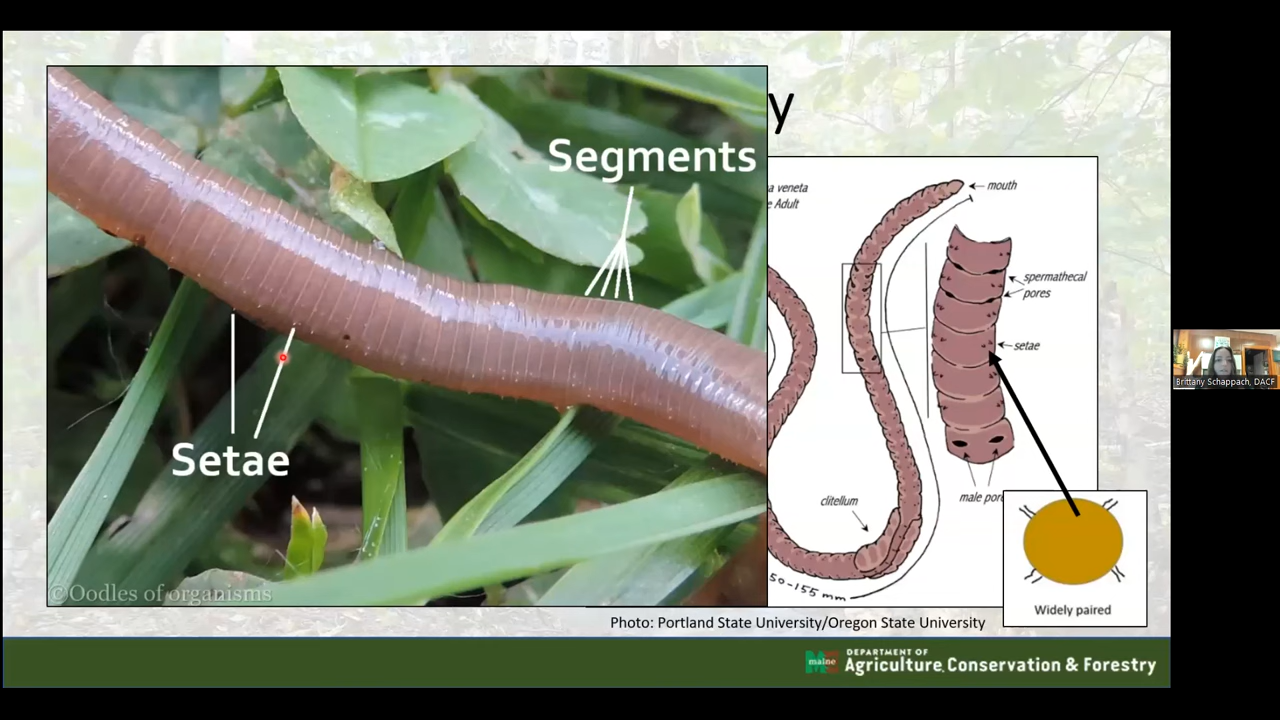 y
Segments
Setae
©Oodles of organisms
a veneta
e Adult
mouth
spermathecal
pores
setae
clitellum
male pore
50-155 mm
Widely paired
Photo: Portland State University/Oregon State University
maine
DEPARTMENT OF
Agriculture, Conservation & Forestry
Brittany Schappach, DACF